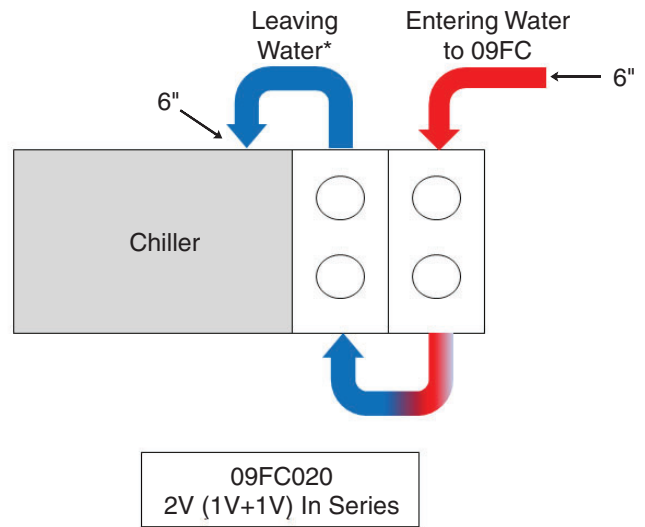 Leaving
Water*
Entering Water
to 09FC
6"
6"
Chiller
09FC020
2V (1V+1V) In Series